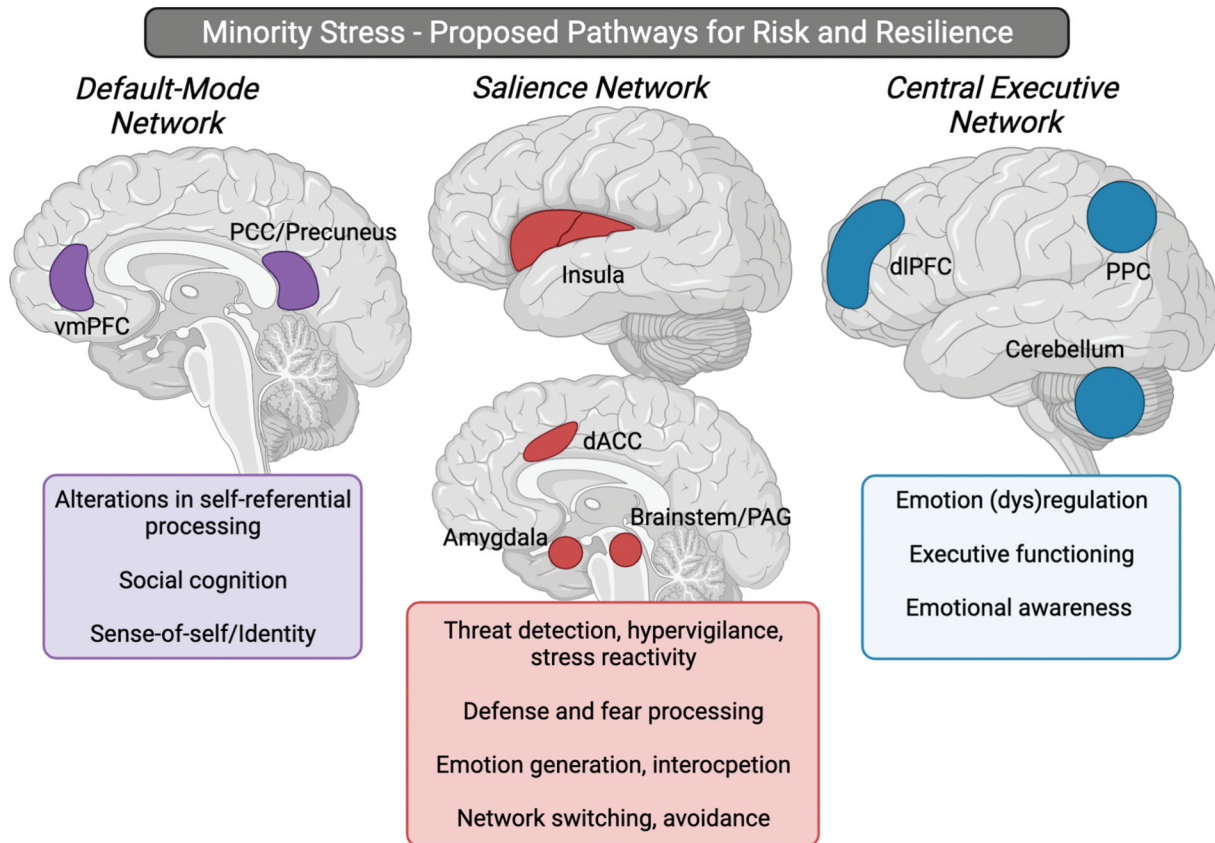 Minority Stress - Proposed Pathways for Risk and Resilience
Default-Mode
Network
PCC/Precuneus
vmPFC
Alterations in self-referential
processing
Social cognition
Sense-of-self/Identity
Salience Network
Insula
dACC
Brainstem/PAG
Amygdala
Threat detection, hypervigilance,
stress reactivity
Defense and fear processing
Emotion generation, interocpetion
Network switching, avoidance
Central Executive
Network
dlPFC
PPC
Cerebellum
Emotion (dys)regulation
Executive functioning
Emotional awareness